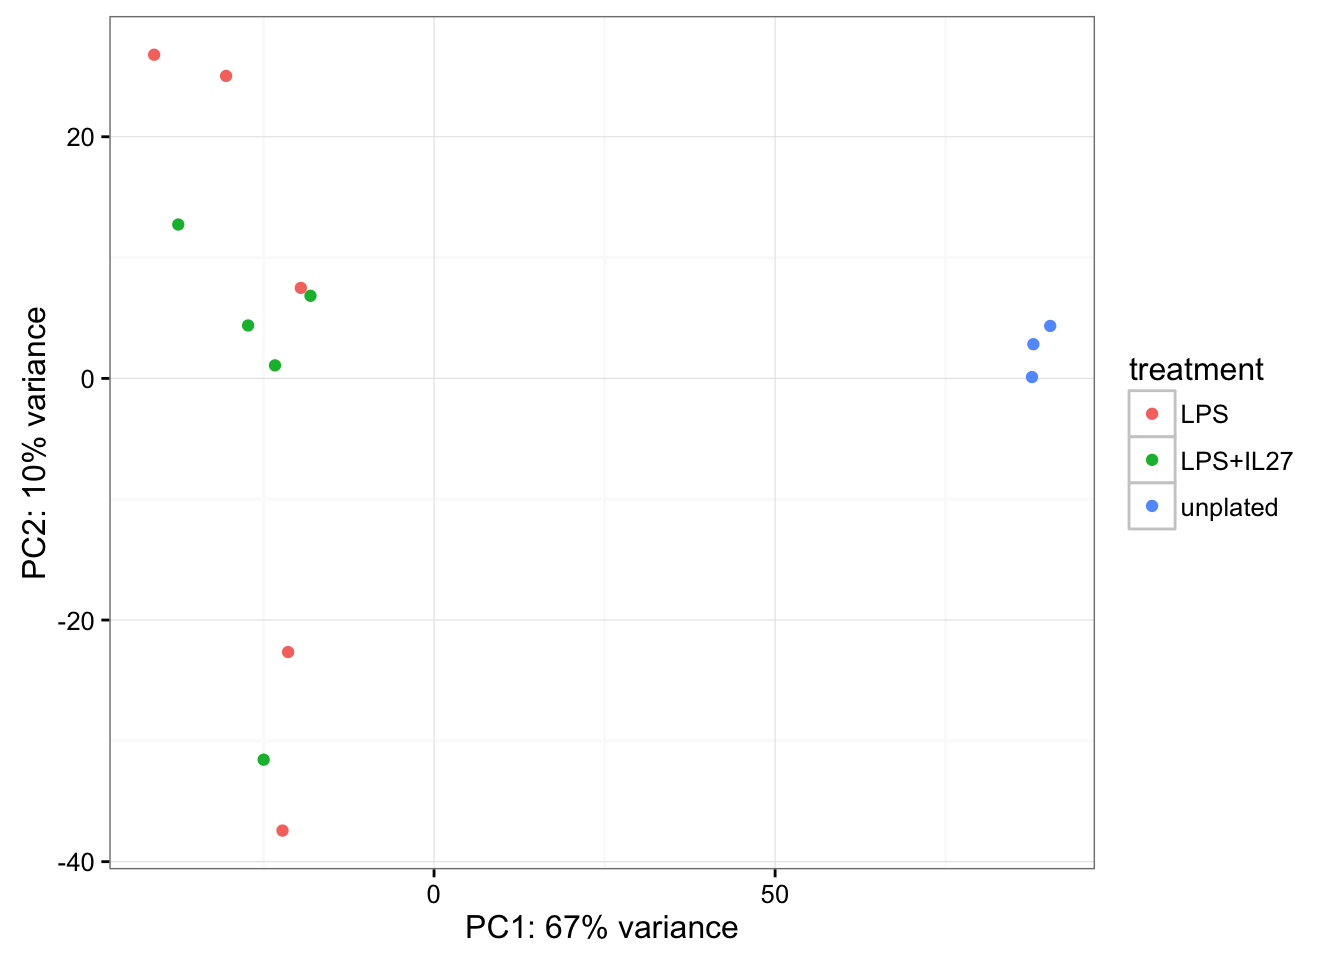 20
0
-20
-40
PC2: 10% variance
0
50
PC1: 67% variance
treatment
LPS
LPS+IL27
unplated